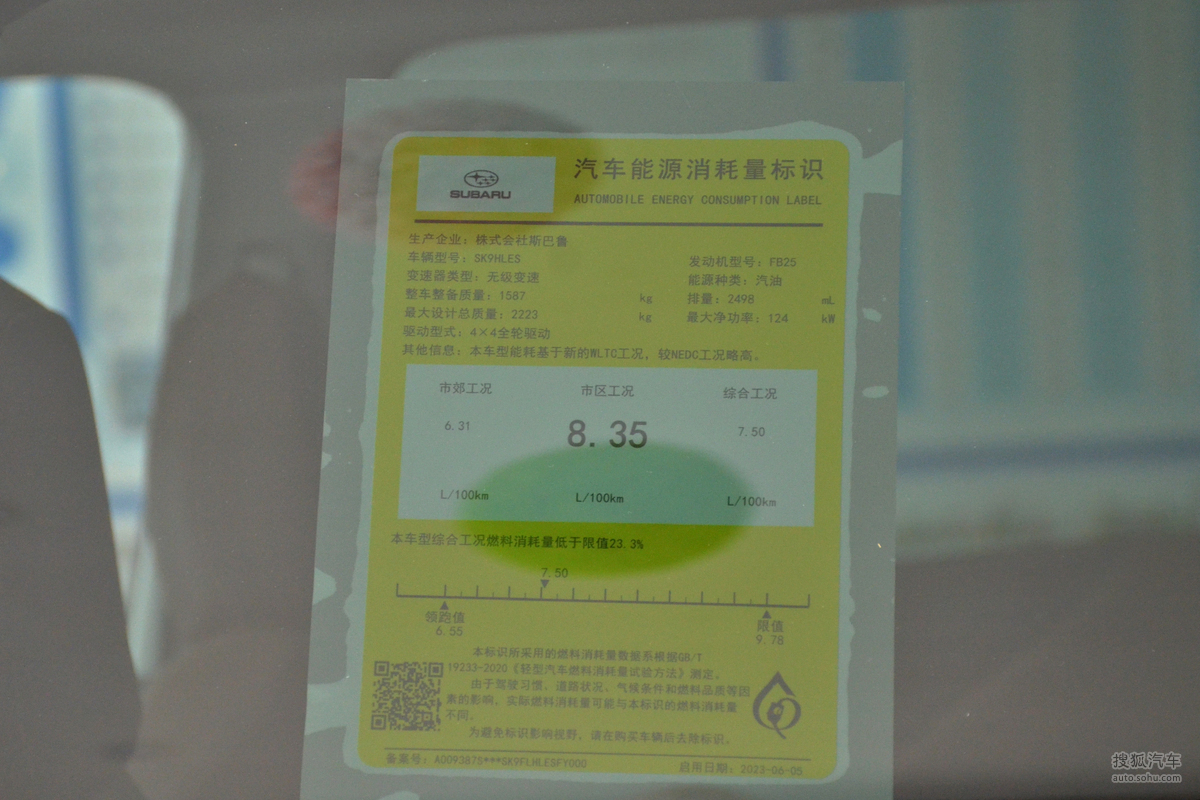 SUBARU
汽车能源消耗量标识
AUTOMOBILE ENERGY CONSUMPTION LABEL
生产企业：株式会社斯巴鲁
车辆型号：SK9HLES
发动机型号：FB25
变速器类型：无级变速
能源种类：汽油
整车整备质量：1587 kg
排量：2498 mL
最大设计总质量：2223 kg
最大净功率：124 kW
驱动型式：4×4全轮驱动
其他信息：本车型能耗基于新的WLTC工况，较NEDC工况略高。
市郊工况 市区工况 综合工况
6.31 8.35 7.50
L/100km L/100km L/100km
本车型综合工况燃料消耗量低于限值23.3%
7.50
领跑值 限值
6.55 9.78
本标识所采用的燃料消耗量数据系根据GB/T
19233-2020《轻型汽车燃料消耗量试验方法》测定。
由于驾驶习惯、道路状况、气候条件和燃料品质等因
素的影响，实际燃料消耗量可能与本标识的燃料消耗量
不同。
为避免标识影响视野，请在购买车辆后去除标识。
备案号：A0093875***SK9FLHLESFY000
启用日期：2023-06-05
搜狐汽车
auto.sohu.com